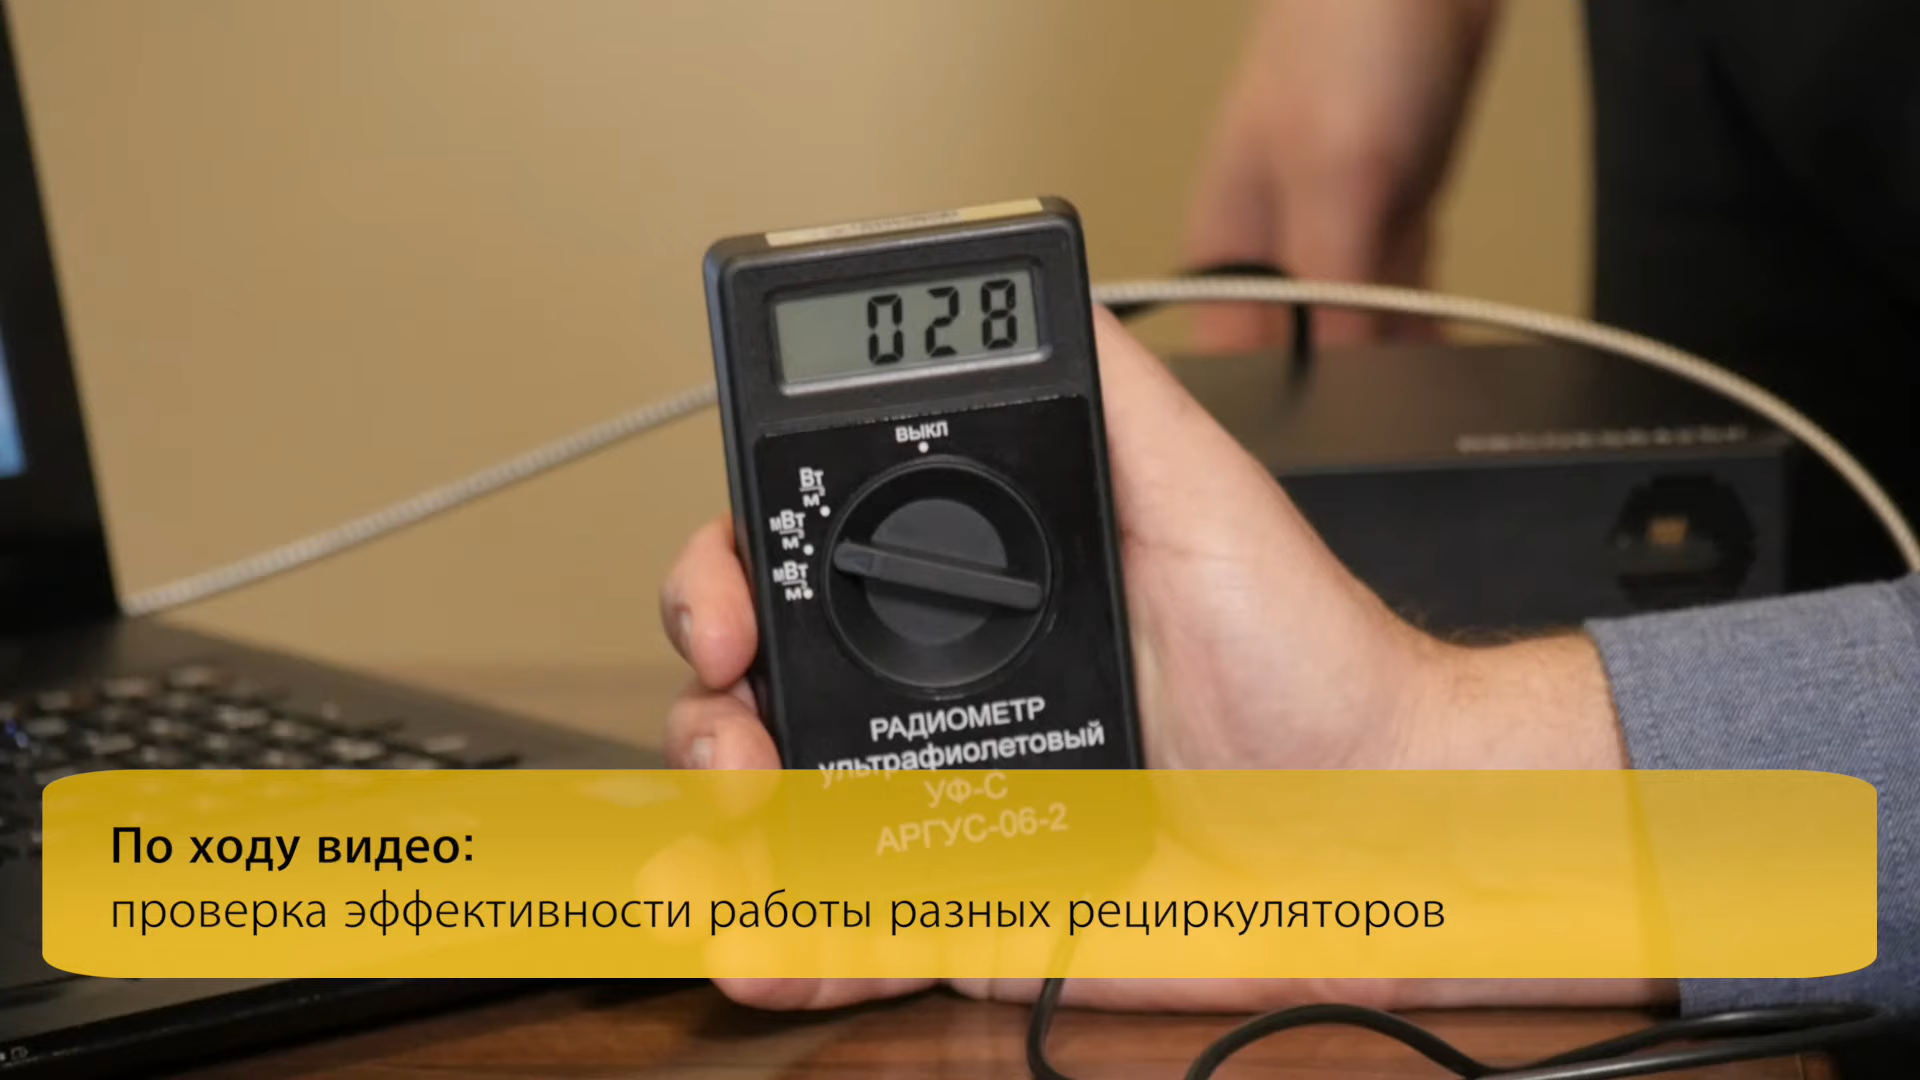 028
ВЫКЛ
Вт
м²
мВт
м²
мВт
м²
РАДИОМЕТР
ультрафиолетовый
УФ-С
АРГУС-06-2
По ходу видео:
проверка эффективности работы разных рециркуляторов